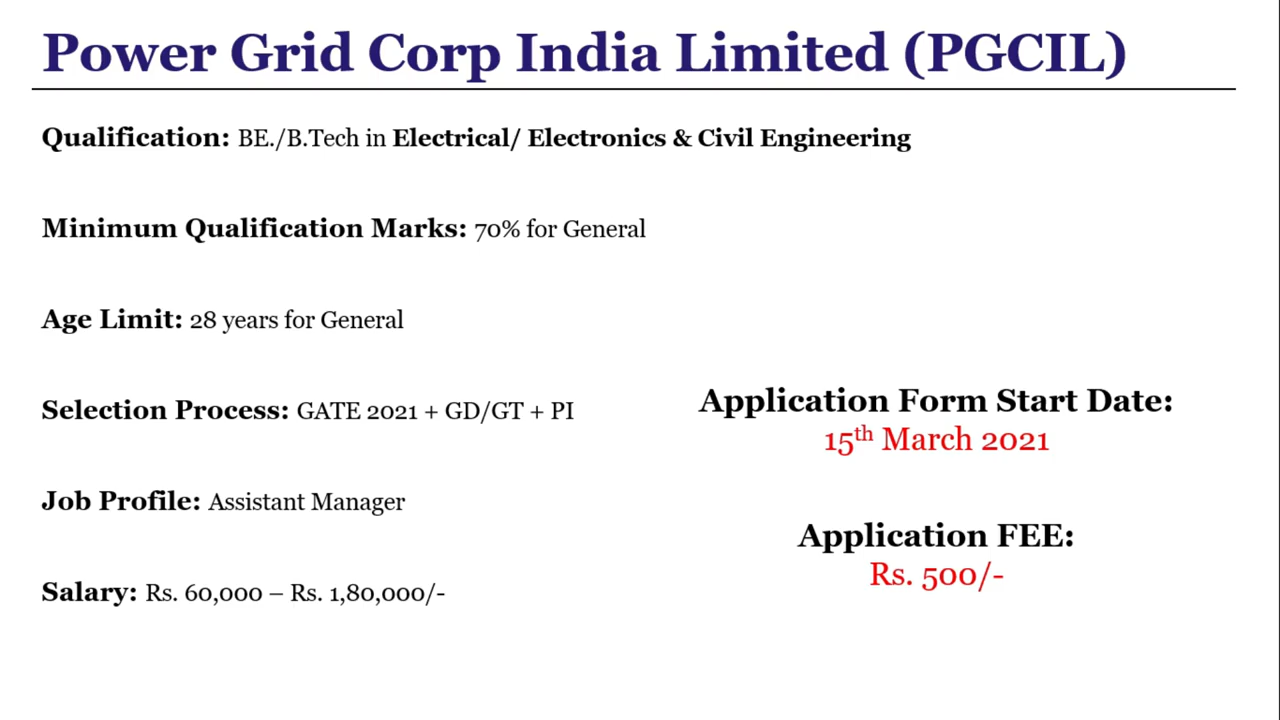 Power Grid Corp India Limited (PGCIL)
Qualification: BE./B.Tech in Electrical/ Electronics & Civil Engineering
Minimum Qualification Marks: 70% for General
Age Limit: 28 years for General
Selection Process: GATE 2021 + GD/GT + PI
Job Profile: Assistant Manager
Salary: Rs. 60,000 – Rs. 1,80,000/-
Application Form Start Date:
15th March 2021
Application FEE:
Rs. 500/-